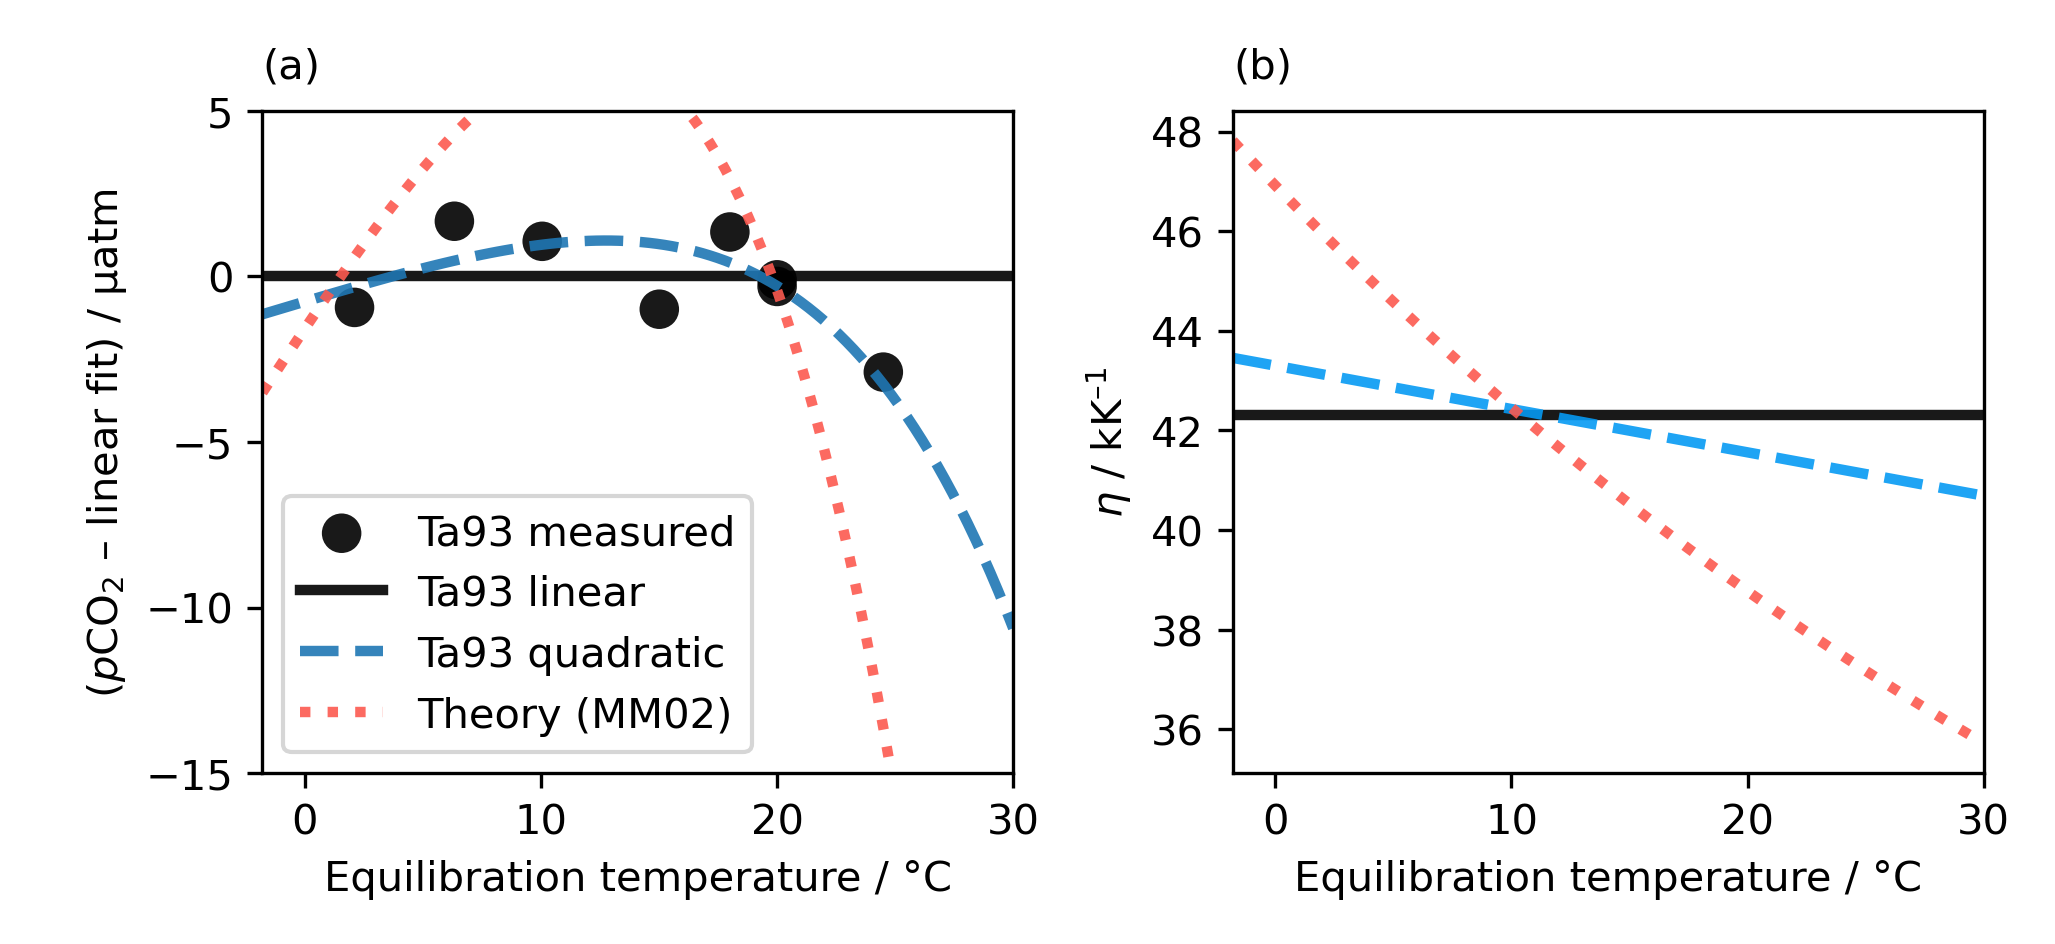 (a)
5
0
−5
−10
−15
(pCO₂ − linear fit) / µatm
Ta93 measured
Ta93 linear
Ta93 quadratic
Theory (MM02)
0 10 20 30
Equilibration temperature / °C
(b)
48
46
44
42
40
38
36
η / kK⁻¹
0 10 20 30
Equilibration temperature / °C